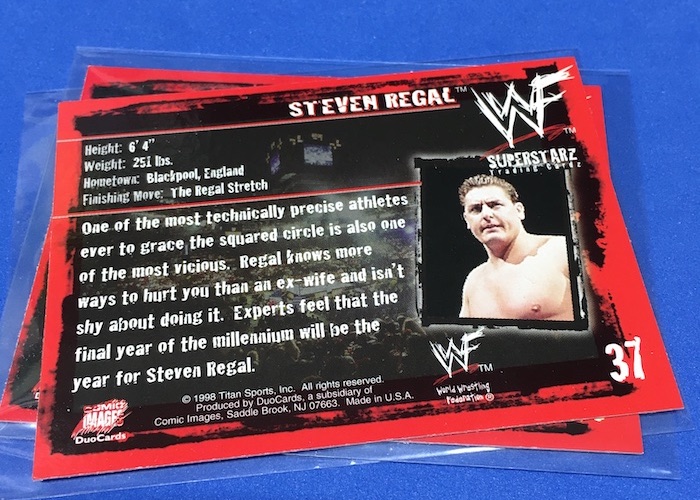 STEVEN REGAL™
WF
™
SUPERSTARZ
Trading Cardz
Height: 6' 4"
Weight: 251 lbs.
Hometown: Blackpool, England
Finishing Move: The Regal Stretch
One of the most technically precise athletes
ever to grace the squared circle is also one
of the most vicious. Regal knows more
ways to hurt you than an ex-wife and isn't
shy about doing it. Experts feel that the
final year of the millennium will be the
year for Steven Regal.
WF™
World Wrestling
Federation®
37
© 1998 Titan Sports, Inc. All rights reserved.
Produced by DuoCards, a subsidiary of
Comic Images, Saddle Brook, NJ 07663. Made in U.S.A.
COMIC
IMAGES
DuoCards